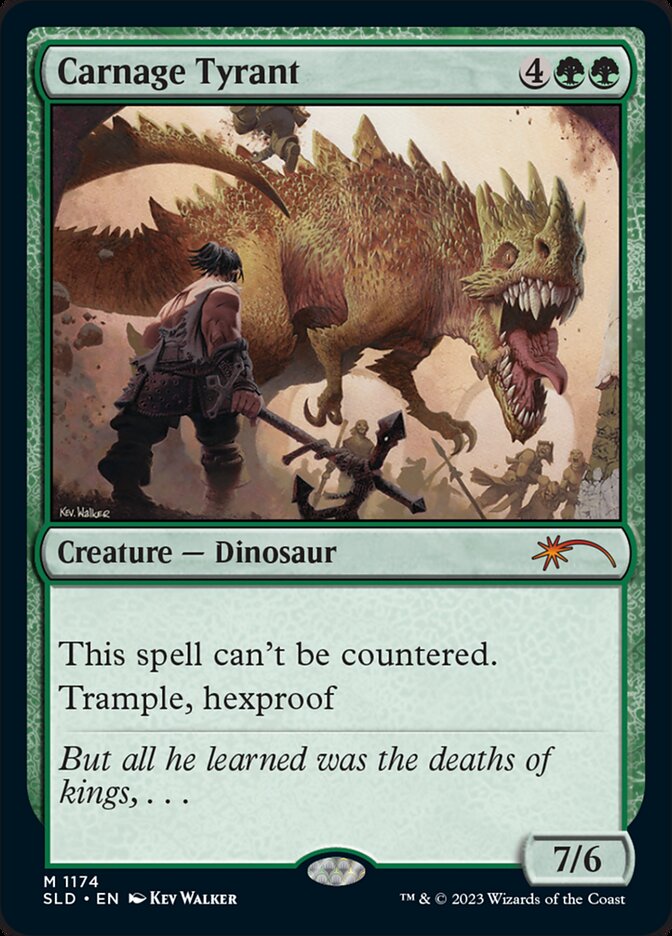 Carnage Tyrant 4
Kev. Walker
Creature — Dinosaur
This spell can't be countered.
Trample, hexproof
But all he learned was the deaths of
kings, . . .
7/6
M 1174
SLD • EN Kev Walker
™ & © 2023 Wizards of the Coast